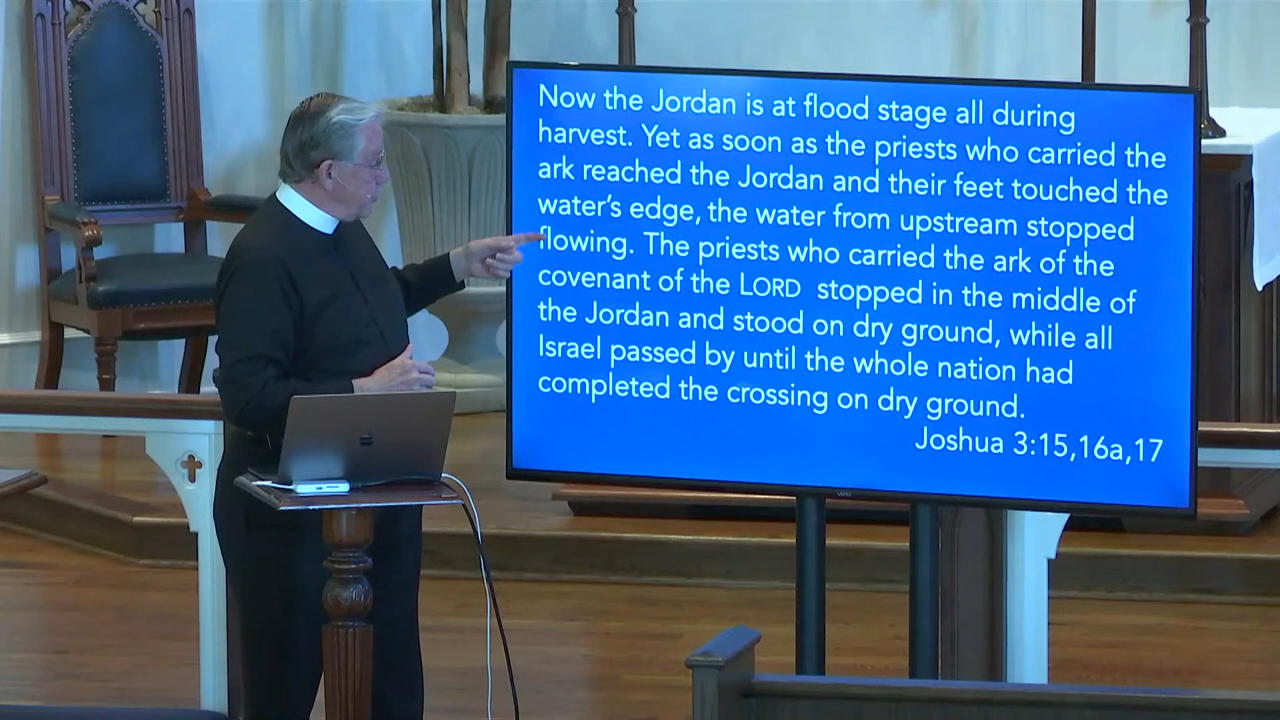 Now the Jordan is at flood stage all during
harvest. Yet as soon as the priests who carried the
ark reached the Jordan and their feet touched the
water's edge, the water from upstream stopped
flowing. The priests who carried the ark of the
covenant of the LORD stopped in the middle of
the Jordan and stood on dry ground, while all
Israel passed by until the whole nation had
completed the crossing on dry ground.
Joshua 3:15,16a,17